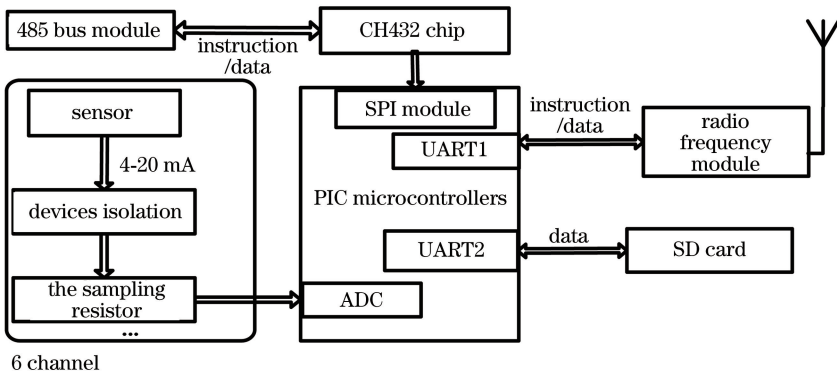 485 bus module
instruction
/data
CH432 chip
sensor
4-20 mA
devices isolation
the sampling
resistor
...
6 channel
SPI module
UART1
PIC microcontrollers
UART2
ADC
instruction
/data
radio
frequency
module
data
SD card